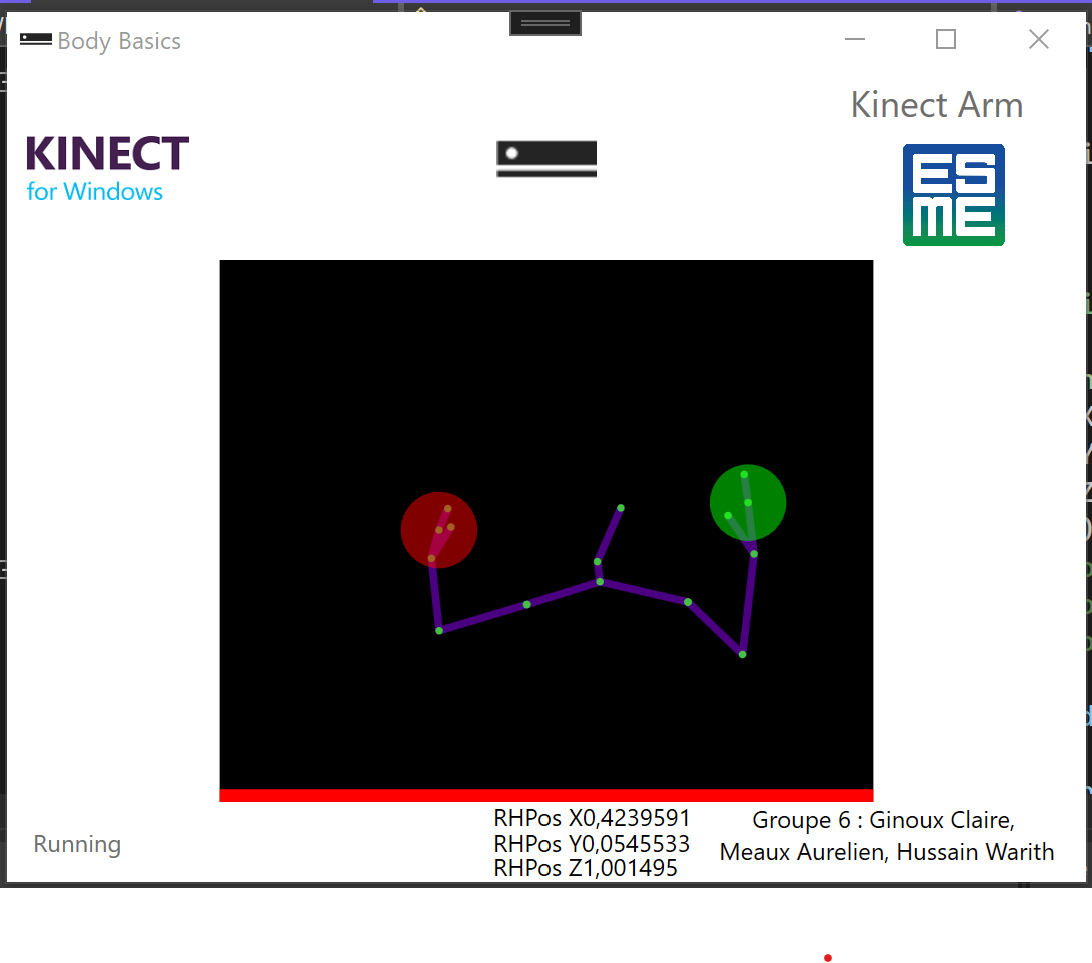 Body Basics
Kinect Arm
KINECT
for Windows
ES
ME
RHPos X0,4239591
RHPos Y0,0545533
RHPos Z1,001495
Groupe 6 : Ginoux Claire,
Meaux Aurelien, Hussain Warith
Running